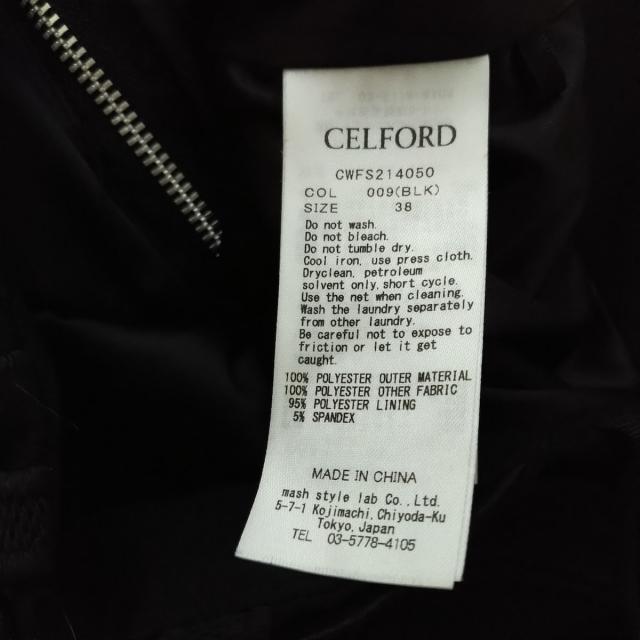 CELFORD
CWFS214050
COL 009(BLK)
SIZE 38
Do not wash.
Do not bleach.
Do not tumble dry.
Cool iron, use press cloth.
Dryclean, petroleum
solvent only,short cycle.
Use the net when cleaning.
Wash the laundry separately
from other laundry.
Be careful not to expose to
friction or let it get
caught.
100% POLYESTER OUTER MATERIAL
100% POLYESTER OTHER FABRIC
95% POLYESTER LINING
5% SPANDEX
MADE IN CHINA
mash style lab Co.,Ltd.
5-7-1 Kojimachi,Chiyoda-Ku
Tokyo,Japan
TEL 03-5778-4105